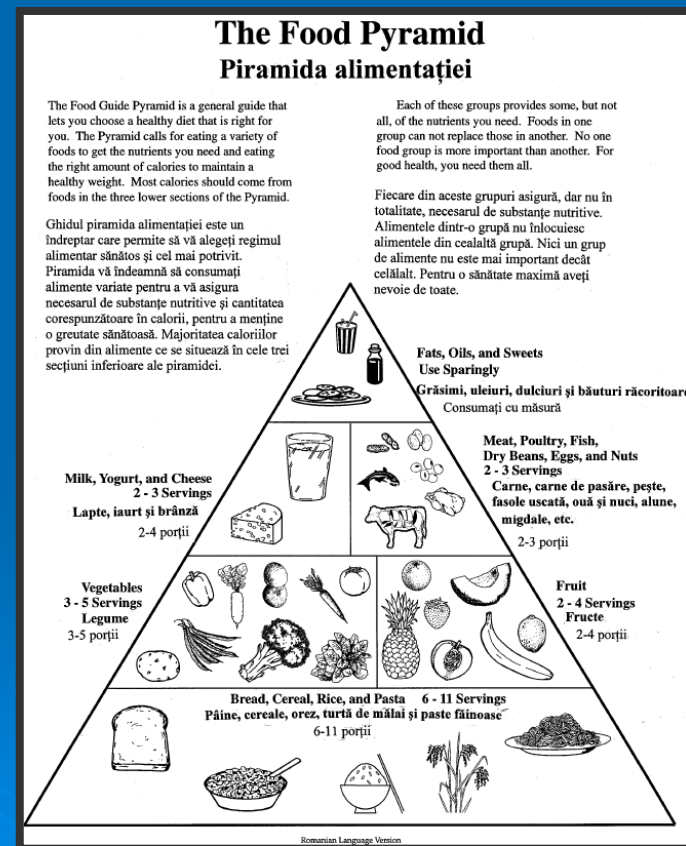 The Food Pyramid
Piramida alimentației
The Food Guide Pyramid is a general guide that
lets you choose a healthy diet that is right for
you. The Pyramid calls for eating a variety of
foods to get the nutrients you need and eating
the right amount of calories to maintain a
healthy weight. Most calories should come from
foods in the three lower sections of the Pyramid.
Ghidul piramida alimentației este un
îndreptar care permite să vă alegeți regimul
alimentar sănătos și cel mai potrivit.
Piramida vă îndeamnă să consumați
alimente variate pentru a vă asigura
necesarul de substanțe nutritive și cantitatea
corespunzătoare în calorii, pentru a menține
o greutate sănătoasă. Majoritatea caloriilor
provin din alimente ce se situează în cele trei
secțiuni inferioare ale piramidei.
Each of these groups provides some, but not
all, of the nutrients you need. Foods in one
group can not replace those in another. No one
food group is more important than another. For
good health, you need them all.
Fiecare din aceste grupuri asigură, dar nu în
totalitate, necesarul de substanțe nutritive.
Alimentele dintr-o grupă nu înlocuiesc
alimentele din cealaltă grupă. Nici un grup
de alimente nu este mai important decât
celălalt. Pentru o sănătate maximă aveți
nevoie de toate.
Fats, Oils, and Sweets
Use Sparingly
Grăsimi, uleiuri, dulciuri și băuturi răcoritoare
Consumați cu măsură
Milk, Yogurt, and Cheese
2 - 3 Servings
Lapte, iaurt și brânză
2-4 porții
Meat, Poultry, Fish,
Dry Beans, Eggs, and Nuts
2 - 3 Servings
Carne, carne de pasăre, pește,
fasole uscată, ouă și nuci, alune,
migdale, etc.
2-3 porții
Vegetables
3 - 5 Servings
Legume
3-5 porții
Fruit
2 - 4 Servings
Fructe
2-4 porții
Bread, Cereal, Rice, and Pasta 6 - 11 Servings
Pâine, cereale, orez, turtă de mălai și paste făinoase
6-11 porții
Romanian Language Version